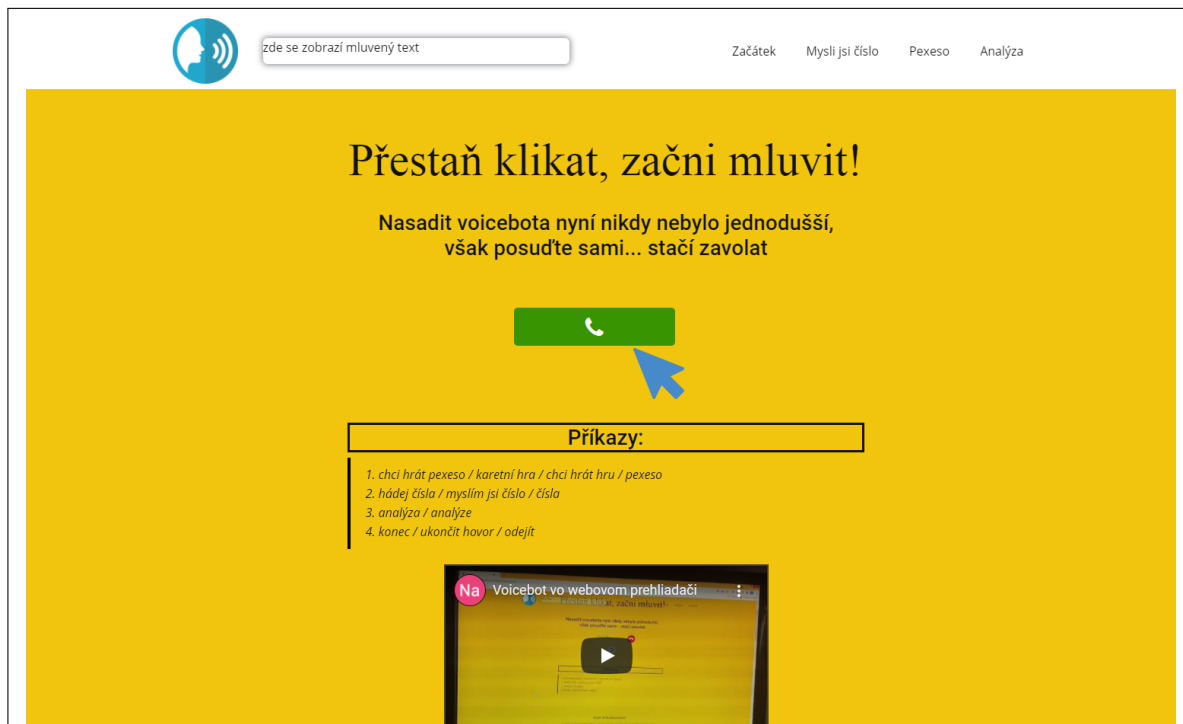 zde se zobrazí mluvený text
Začátek Mysli jsi číslo Pexeso Analýza
Přestaň klikat, začni mluvit!
Nasadit voicebota nyní nikdy nebylo jednodušší,
však posuďte sami... stačí zavolat
Příkazy:
1. chci hrát pexeso / karetní hra / chci hrát hru / pexeso
2. hádej čísla / myslím jsi číslo / čísla
3. analýza / analýze
4. konec / ukončit hovor / odejít
Na Voicebot vo webovom prehliadači